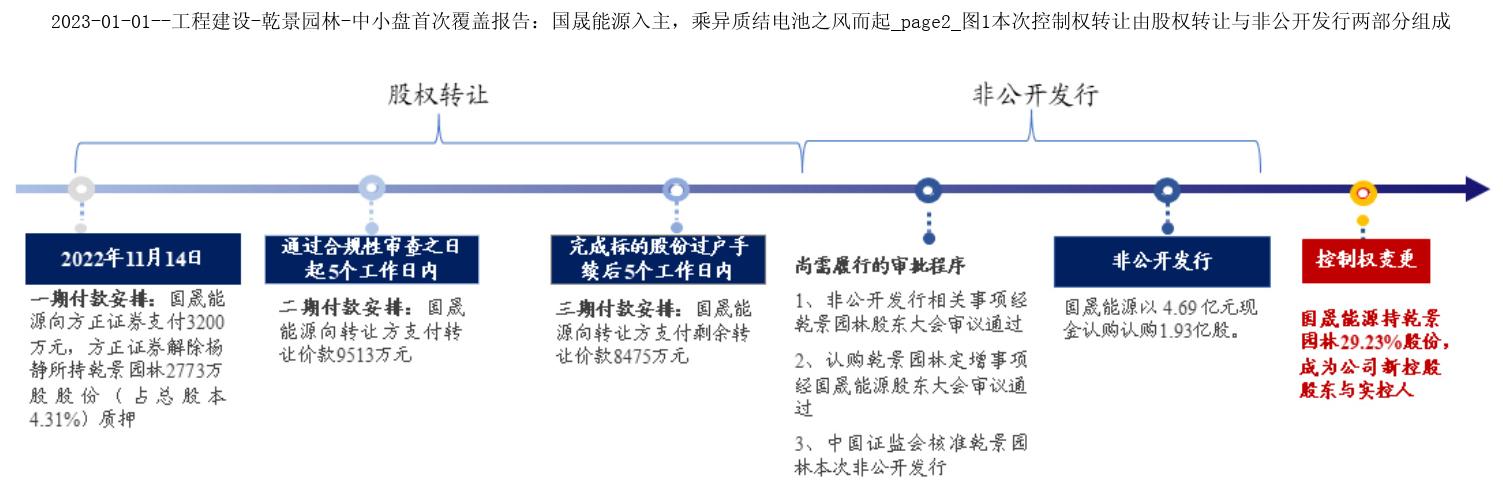 2023-01-01--工程建设-乾景园林-中小盘首次覆盖报告：国晟能源入主，乘异质结电池之风而起_page2_图1本次控制权转让由股权转让与非公开发行两部分组成
股权转让
非公开发行
2022年11月14日
一期付款安排：国晟能
源向方正证券支付3200
万元，方正证券解除杨
静所持乾景园林2773万
股股份（占总股本
4.31%）质押
通过合规性审查之日
起5个工作日内
二期付款安排：国晟
能源向转让方支付转
让价款9513万元
完成标的股份过户手
续后5个工作日内
三期付款安排：国晟能
源向转让方支付剩余转
让价款8475万元
尚需履行的审批程序
1、非公开发行相关事项经
乾景园林股东大会审议通过
2、认购乾景园林定增事项
经国晟能源股东大会审议通
过
3、中国证监会核准乾景园
林本次非公开发行
非公开发行
国晟能源以 4.69 亿元现
金认购认购1.93亿股。
控制权变更
国晟能源持乾景
园林29.23%股份，
成为公司新控股
股东与实控人